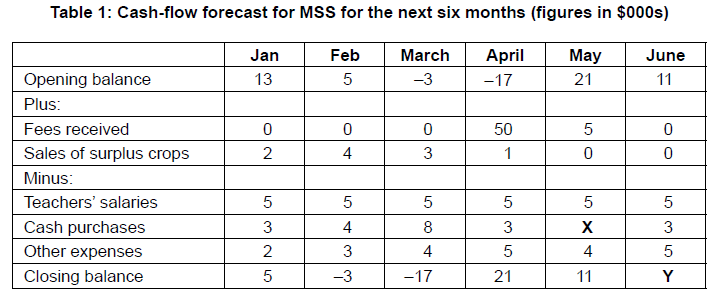 Table 1: Cash-flow forecast for MSS for the next six months (figures in $000s)
Jan Feb March April May June
Opening balance 13 5 –3 –17 21 11
Plus:
Fees received 0 0 0 50 5 0
Sales of surplus crops 2 4 3 1 0 0
Minus:
Teachers’ salaries 5 5 5 5 5 5
Cash purchases 3 4 8 3 X 3
Other expenses 2 3 4 5 4 5
Closing balance 5 –3 –17 21 11 Y